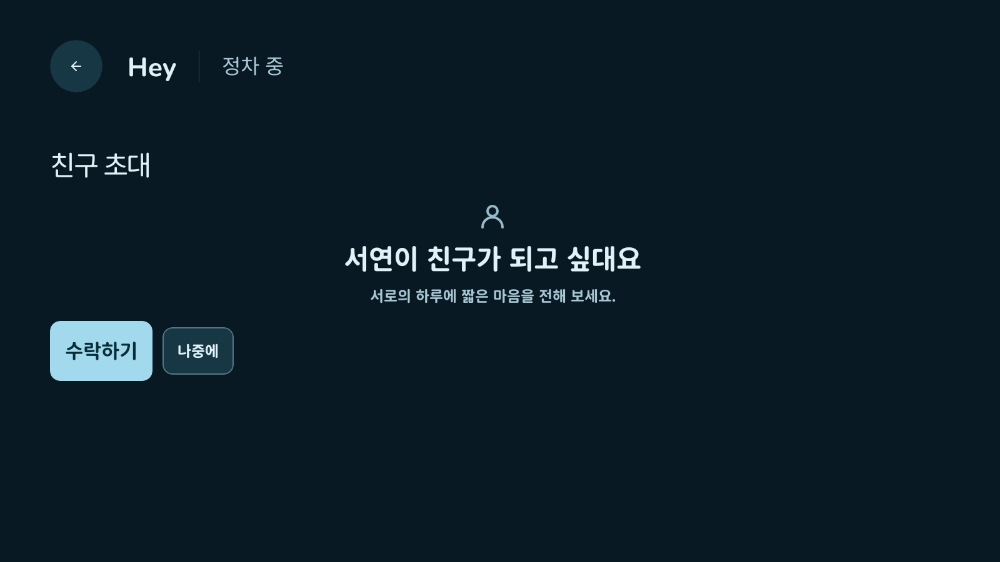 Hey
정차 중
친구 초대
서연이 친구가 되고 싶대요
서로의 하루에 짧은 마음을 전해 보세요.
수락하기
나중에